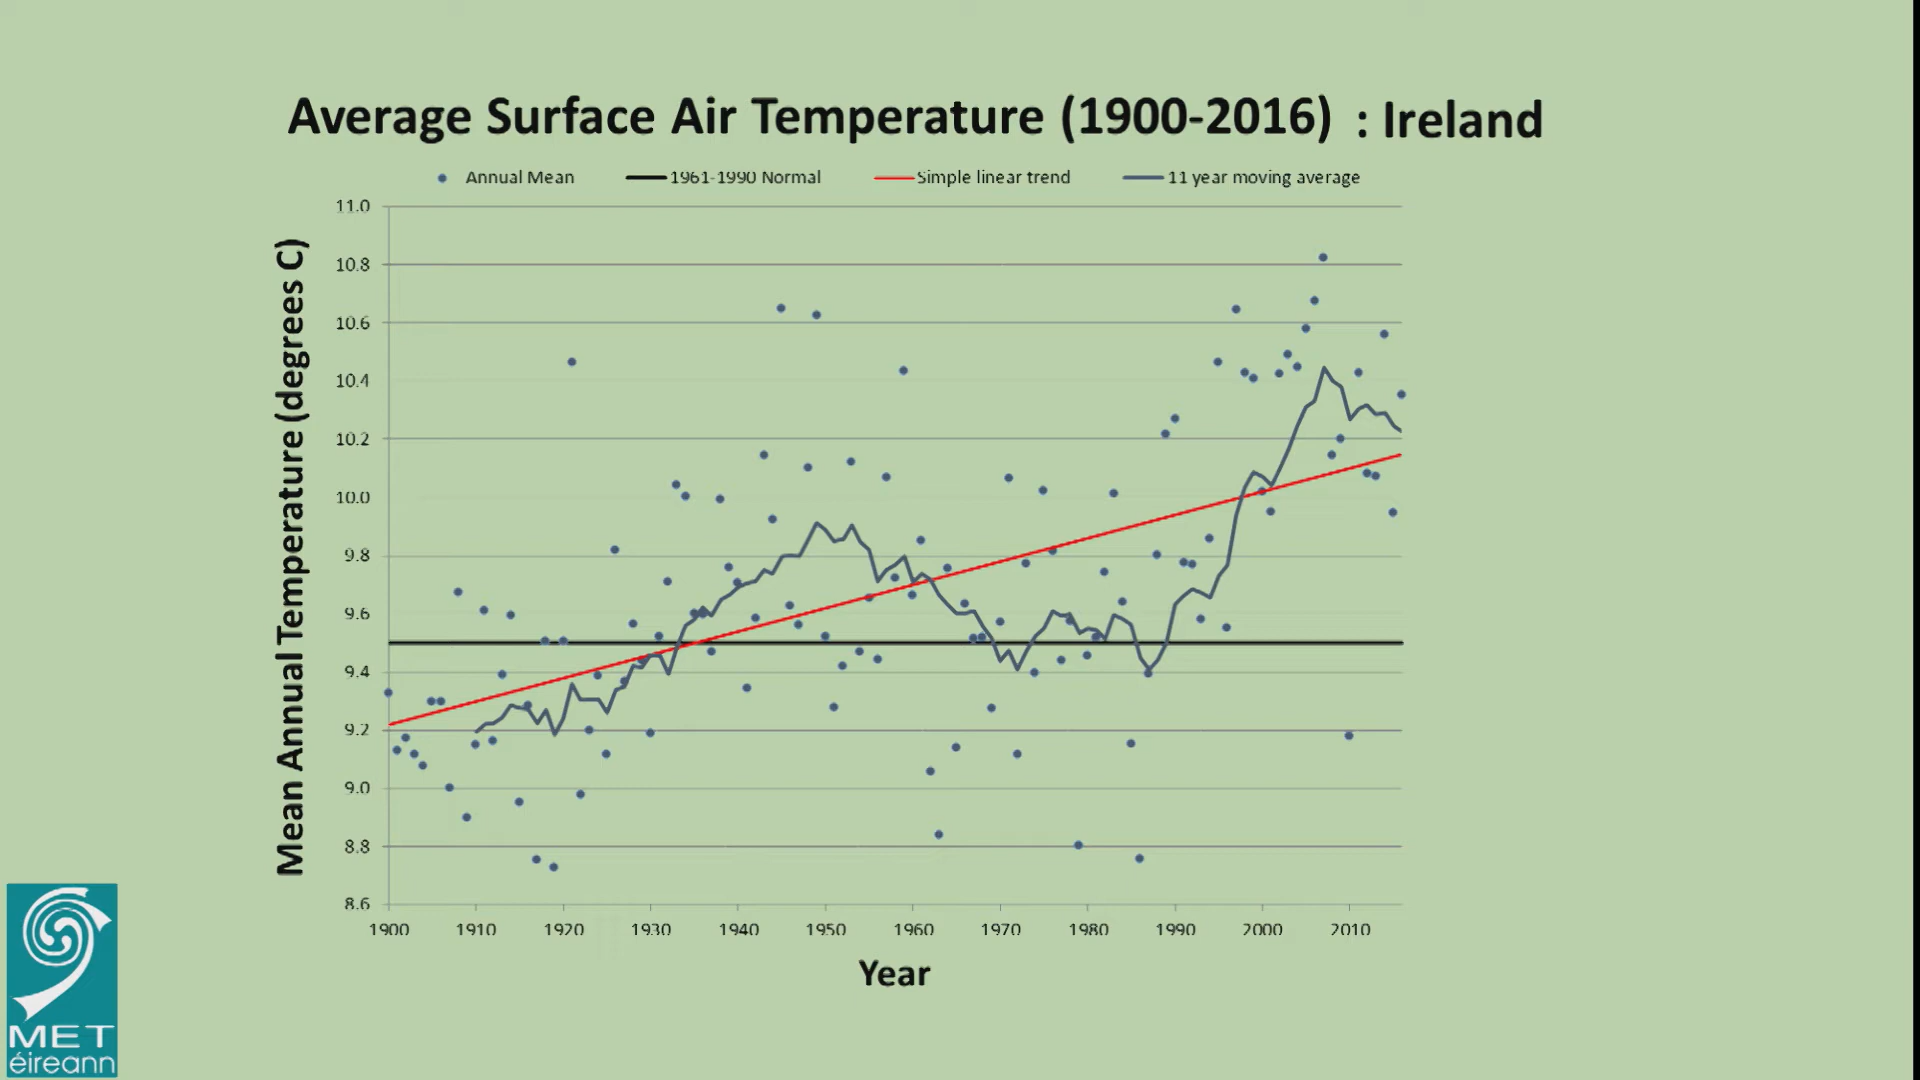 Average Surface Air Temperature (1900-2016) : Ireland
Annual Mean 1961-1990 Normal Simple linear trend 11 year moving average
Mean Annual Temperature (degrees C)
11.0
10.8
10.6
10.4
10.2
10.0
9.8
9.6
9.4
9.2
9.0
8.8
8.6
1900 1910 1920 1930 1940 1950 1960 1970 1980 1990 2000 2010
Year
MET
éireann